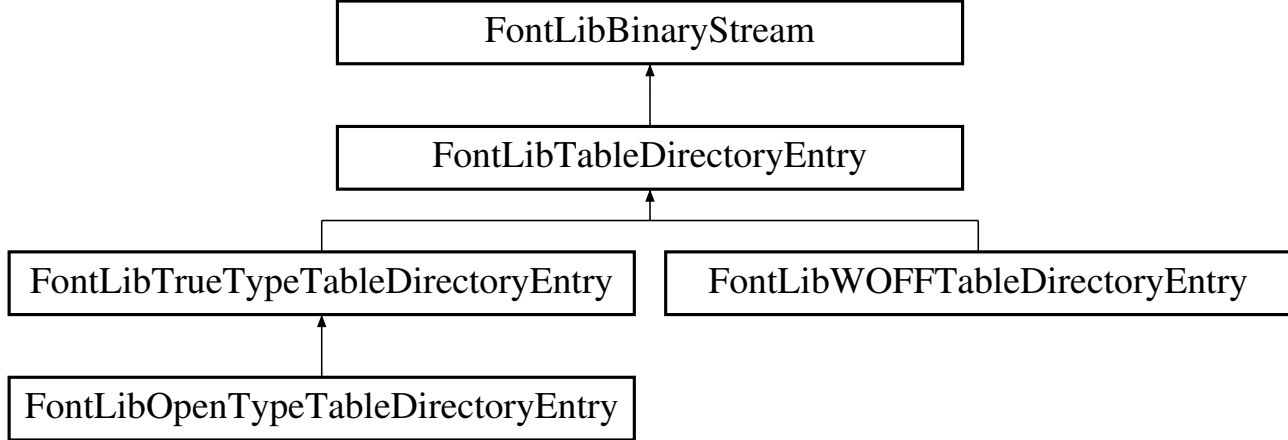 FontLibBinaryStream
FontLibTableDirectoryEntry
FontLibTrueTypeTableDirectoryEntry
FontLibWOFFTableDirectoryEntry
FontLibOpenTypeTableDirectoryEntry